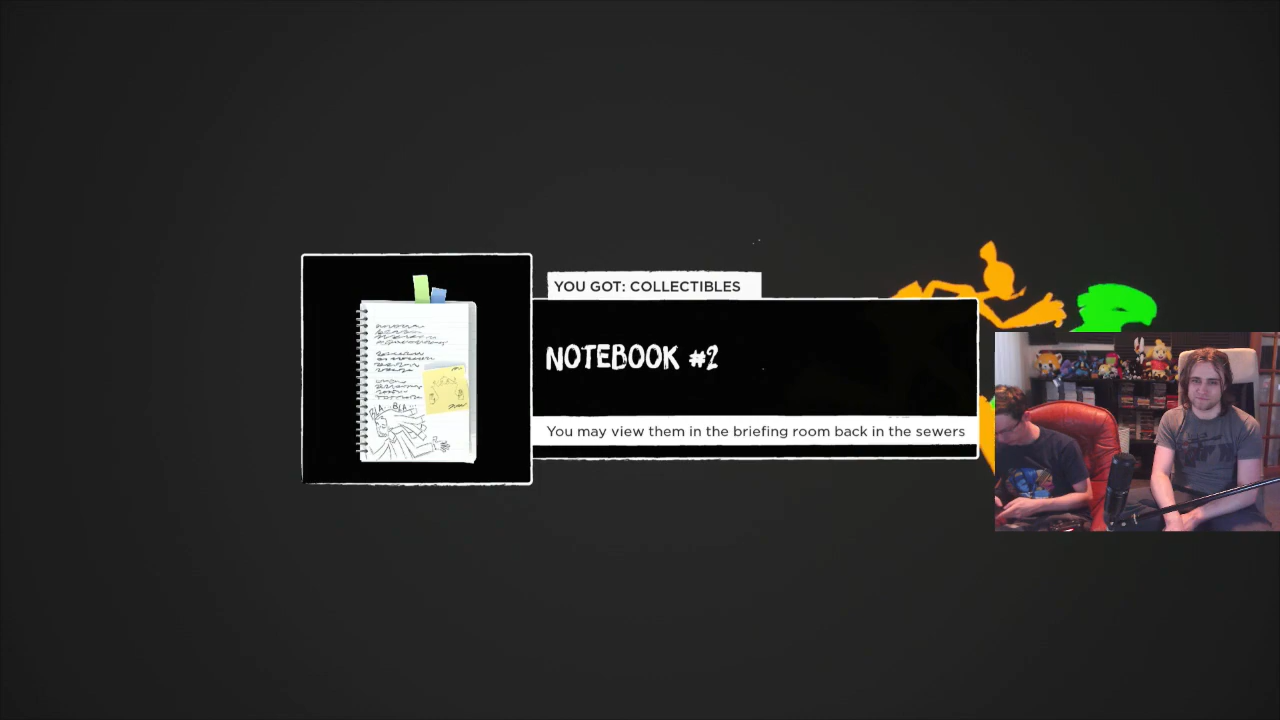 YOU GOT: COLLECTIBLES
NOTEBOOK #2
You may view them in the briefing room back in the sewers